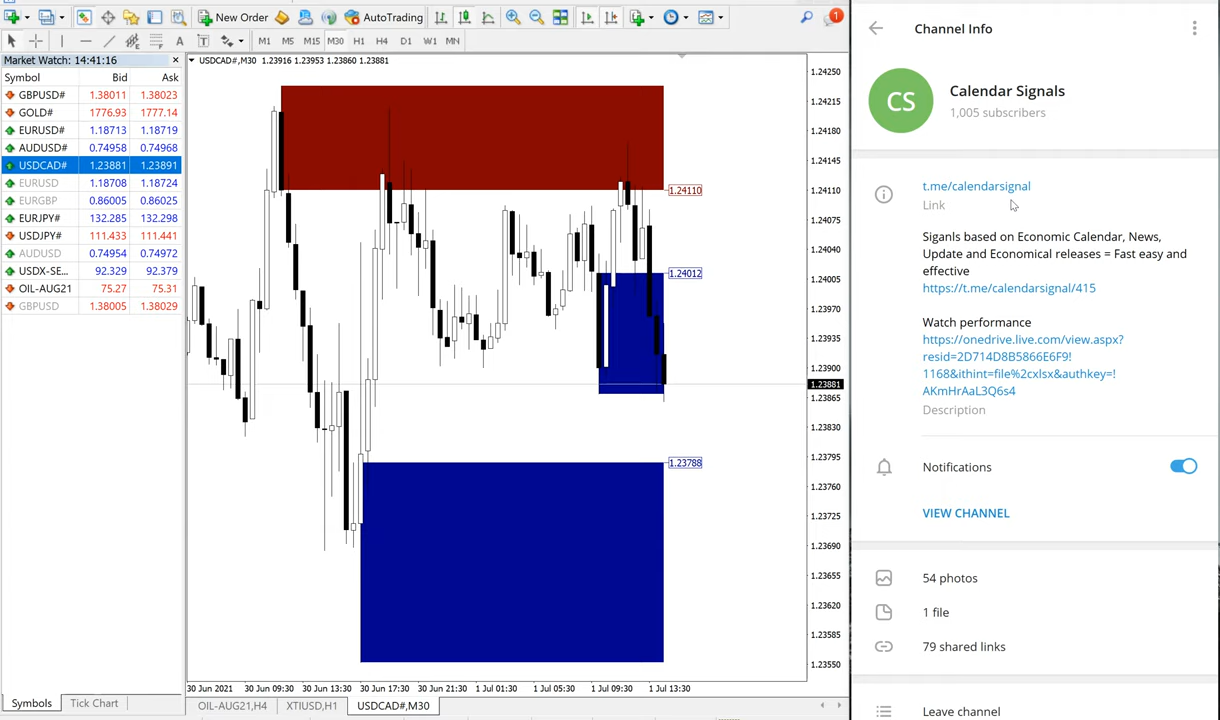 New Order
AutoTrading
1
A
T
M1 M5 M15 M30 H1 H4 D1 W1 MN
Market Watch: 14:41:16
Symbol Bid Ask
GBPUSD# 1.38011 1.38023
GOLD# 1776.93 1777.14
EURUSD# 1.18713 1.18719
AUDUSD# 0.74958 0.74968
USDCAD# 1.23881 1.23891
EURUSD 1.18708 1.18724
EURGBP 0.86005 0.86025
EURJPY# 132.285 132.298
USDJPY# 111.433 111.441
AUDUSD 0.74954 0.74972
USDX-SE... 92.329 92.379
OIL-AUG21 75.27 75.31
GBPUSD 1.38005 1.38029
Symbols Tick Chart
USDCAD#,M30 1.23916 1.23953 1.23860 1.23881
1.24110
1.24012
1.23788
1.24250
1.24215
1.24180
1.24145
1.24110
1.24075
1.24040
1.24005
1.23970
1.23935
1.23900
1.23881
1.23865
1.23830
1.23795
1.23760
1.23725
1.23690
1.23655
1.23620
1.23585
1.23550
30 Jun 2021 30 Jun 09:30 30 Jun 13:30 30 Jun 17:30 30 Jun 21:30 1 Jul 01:30 1 Jul 05:30 1 Jul 09:30 1 Jul 13:30
OIL-AUG21,H4 XTIUSD,H1 USDCAD#,M30
Channel Info
CS
Calendar Signals
1,005 subscribers
t.me/calendarsignal
Link
Siganls based on Economic Calendar, News,
Update and Economical releases = Fast easy and
effective
https://t.me/calendarsignal/415
Watch performance
https://onedrive.live.com/view.aspx?
resid=2D714D8B5866E6F9!
1168&ithint=file%2cxlsx&authkey=!
AKmHrAaL3Q6s4
Description
Notifications
VIEW CHANNEL
54 photos
1 file
79 shared links
Leave channel